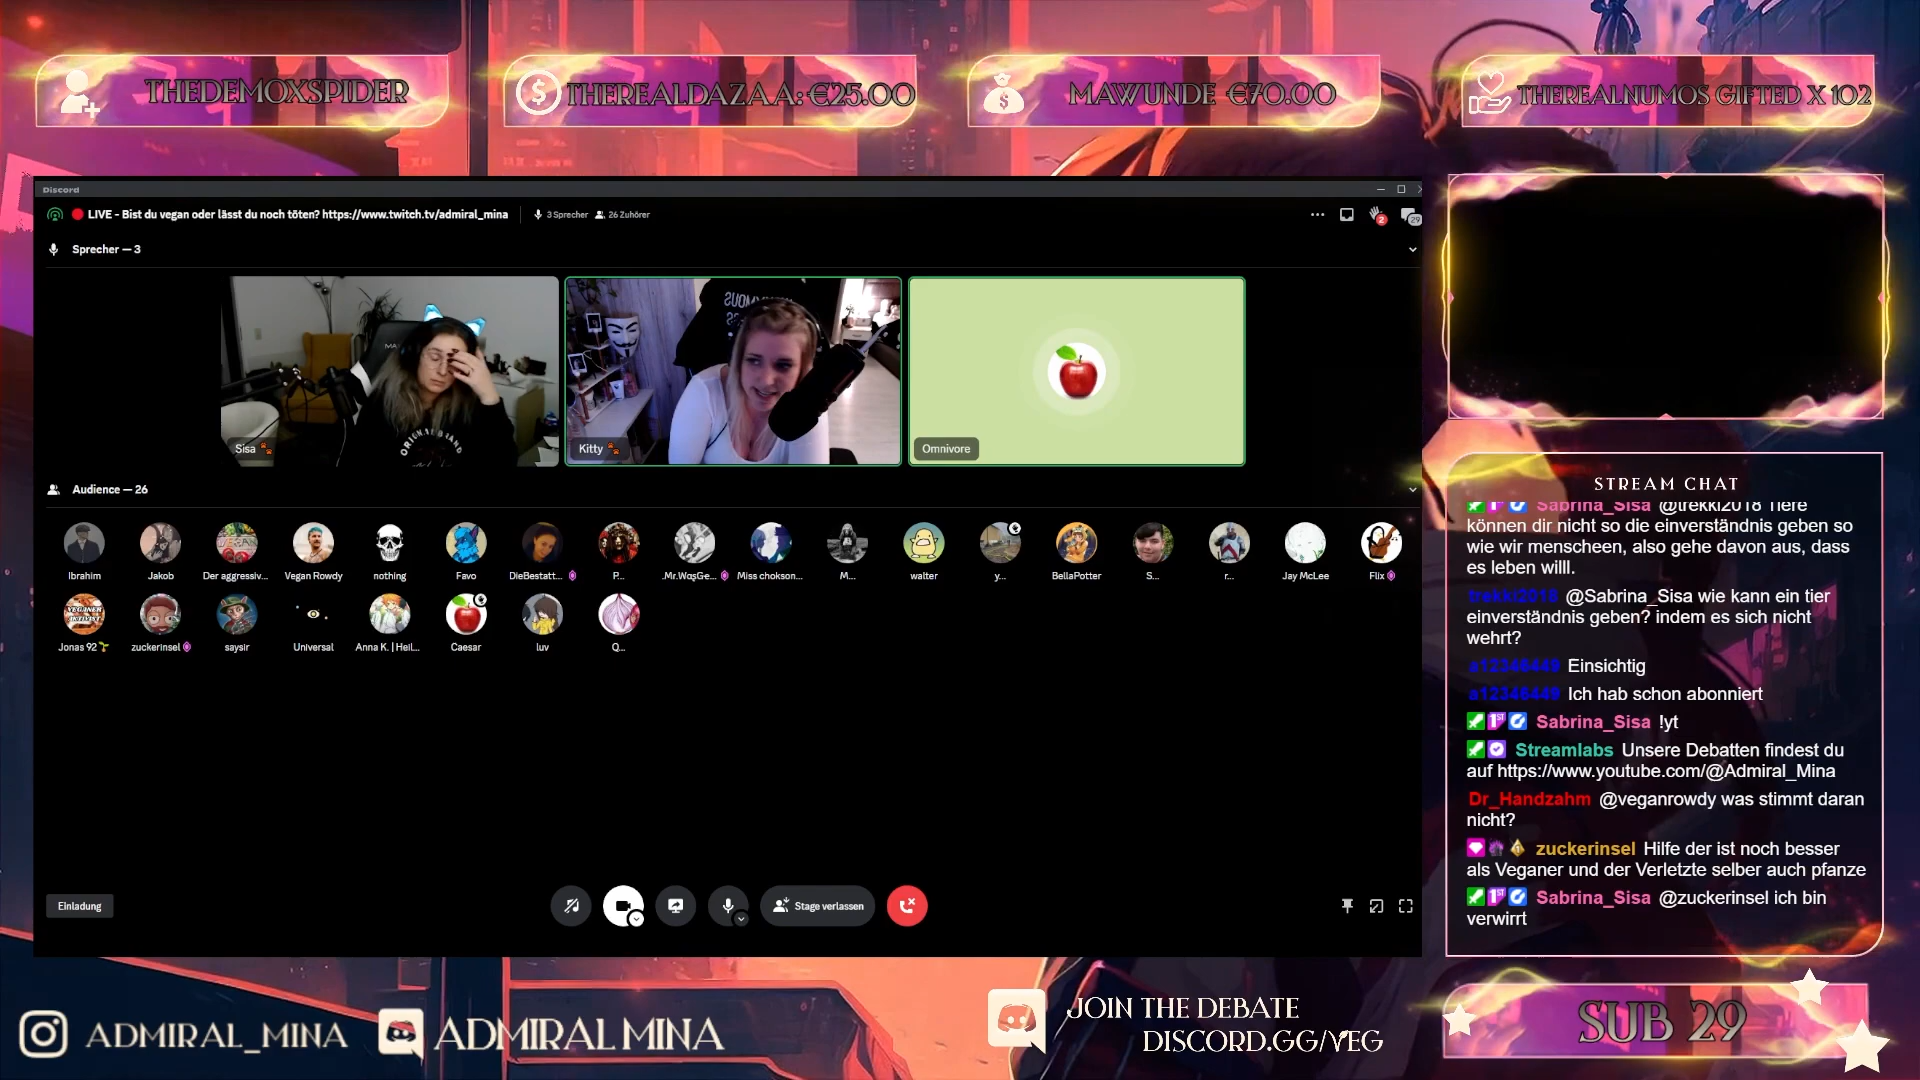 THEDEMOXSPIDER
THEREALDAZAA: €25.00
MAWUNDE €70.00
THEREALNUMOS GIFTED X 102
Discord
LIVE - Bist du vegan oder lässt du noch töten? https://www.twitch.tv/admiral_mina
3 Sprecher 26 Zuhörer
2
29
Sprecher — 3
Sisa
Kitty
Omnivore
Audience — 26
Ibrahim
Jakob
Der aggressiv...
Vegan Rowdy
nothing
Favo
DieBestatt...
P...
.Mr.WaşGe...
Miss chokson...
M...
walter
y...
BellaPotter
S...
r...
Jay McLee
Flix
Jonas 92
zuckerinsel
saysir
Universal
Anna K. | Heil...
Caesar
luv
Q...
Einladung
Stage verlassen
STREAM CHAT
Sabrina_Sisa @trekki2018 Tiere
können dir nicht so die einverständnis geben so
wie wir menscheen, also gehe davon aus, dass
es leben willl.
trekki2018 @Sabrina_Sisa wie kann ein tier
einverständnis geben? indem es sich nicht
wehrt?
a12346449 Einsichtig
a12346449 Ich hab schon abonniert
Sabrina_Sisa !yt
Streamlabs Unsere Debatten findest du
auf https://www.youtube.com/@Admiral_Mina
Dr_Handzahm @veganrowdy was stimmt daran
nicht?
zuckerinsel Hilfe der ist noch besser
als Veganer und der Verletzte selber auch pfanze
Sabrina_Sisa @zuckerinsel ich bin
verwirrt
ADMIRAL_MINA
ADMIRAL MINA
JOIN THE DEBATE
DISCORD.GG/VEG
SUB 29